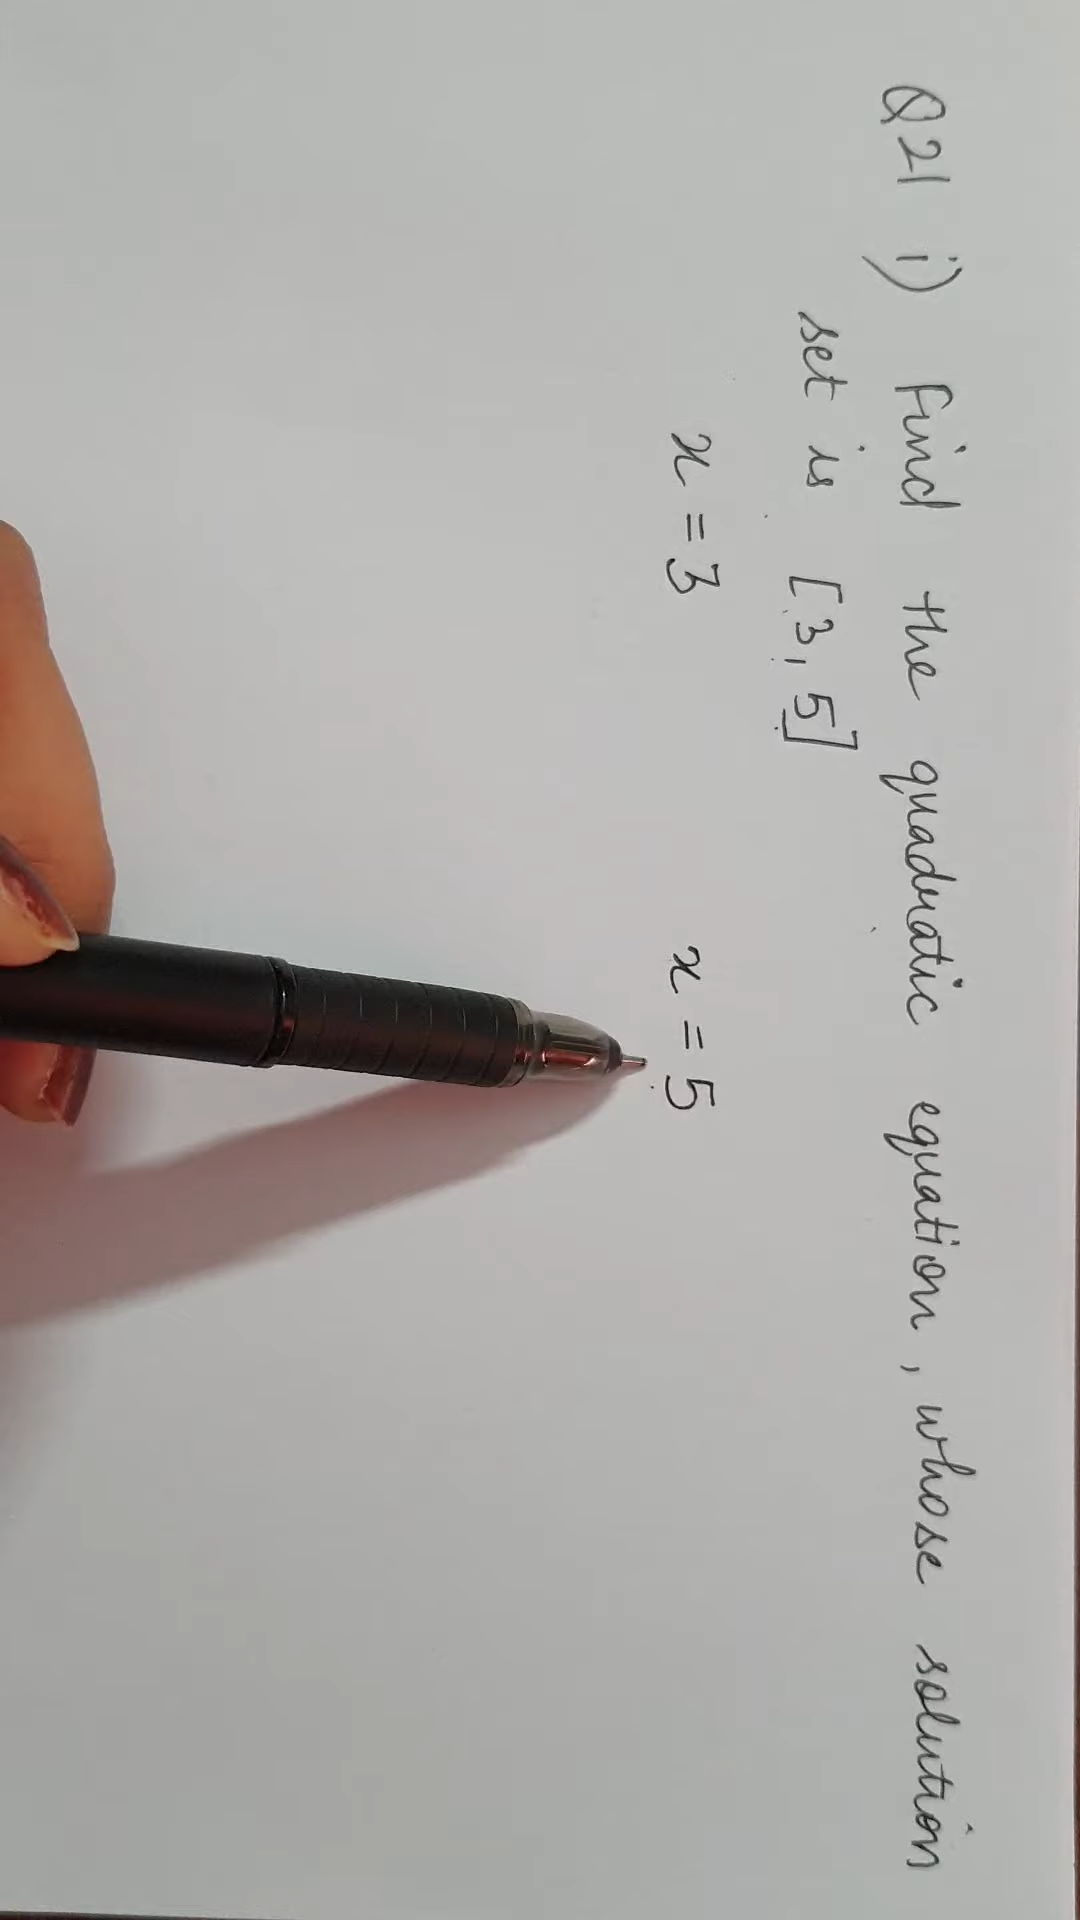 Q21 i) Find the quadratic equation, whose solution
set is [3, 5]
x = 3 x = 5